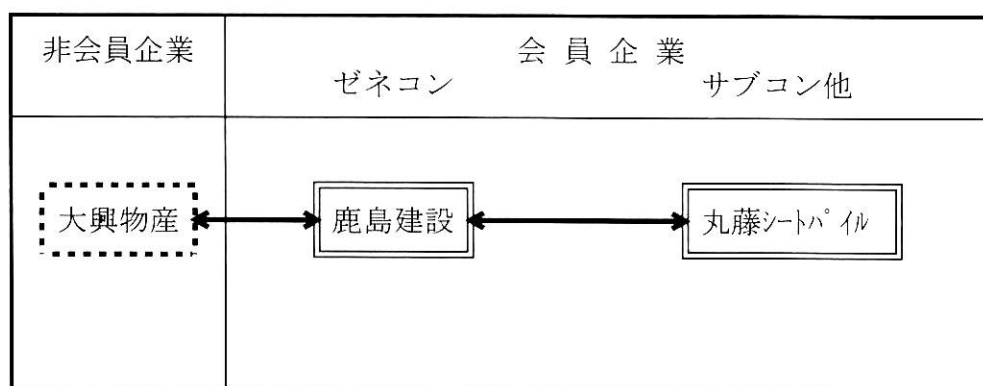 非会員企業
会 員 企 業
ゼネコン
サブコン他
大興物産
鹿島建設
丸藤シートパイル